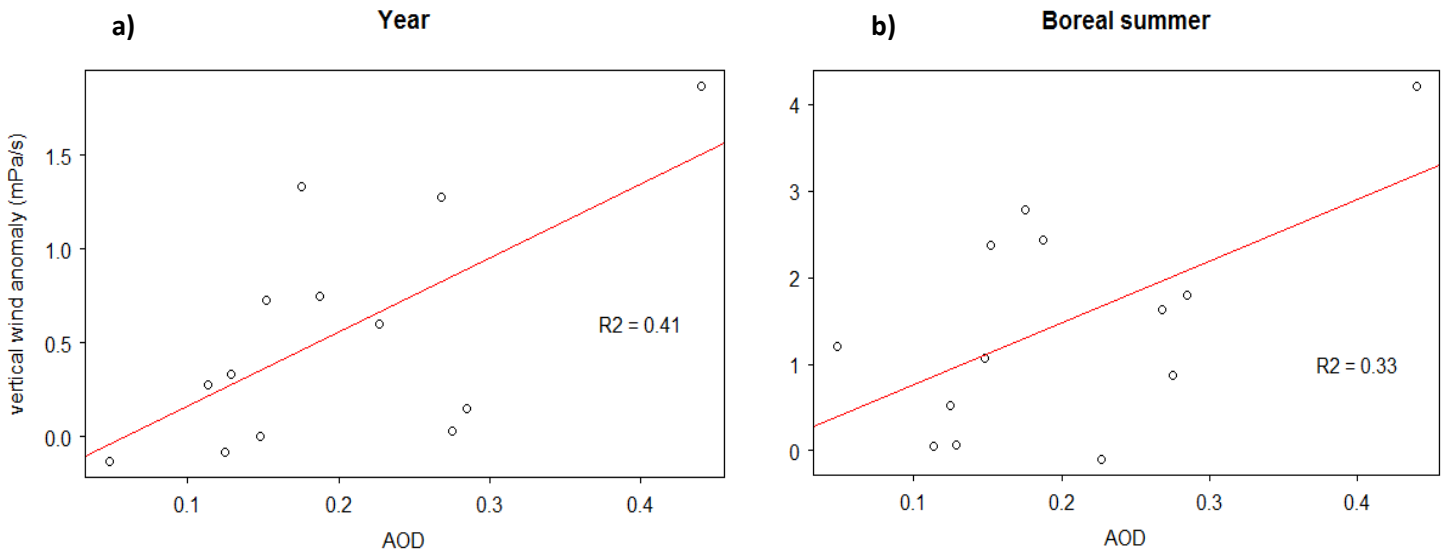 a) Year
vertical wind anomaly (mPa/s)
1.5
1.0
0.5
0.0
R2 = 0.41
0.1 0.2 0.3 0.4
AOD
b) Boreal summer
4
3
2
1
0
R2 = 0.33
0.1 0.2 0.3 0.4
AOD